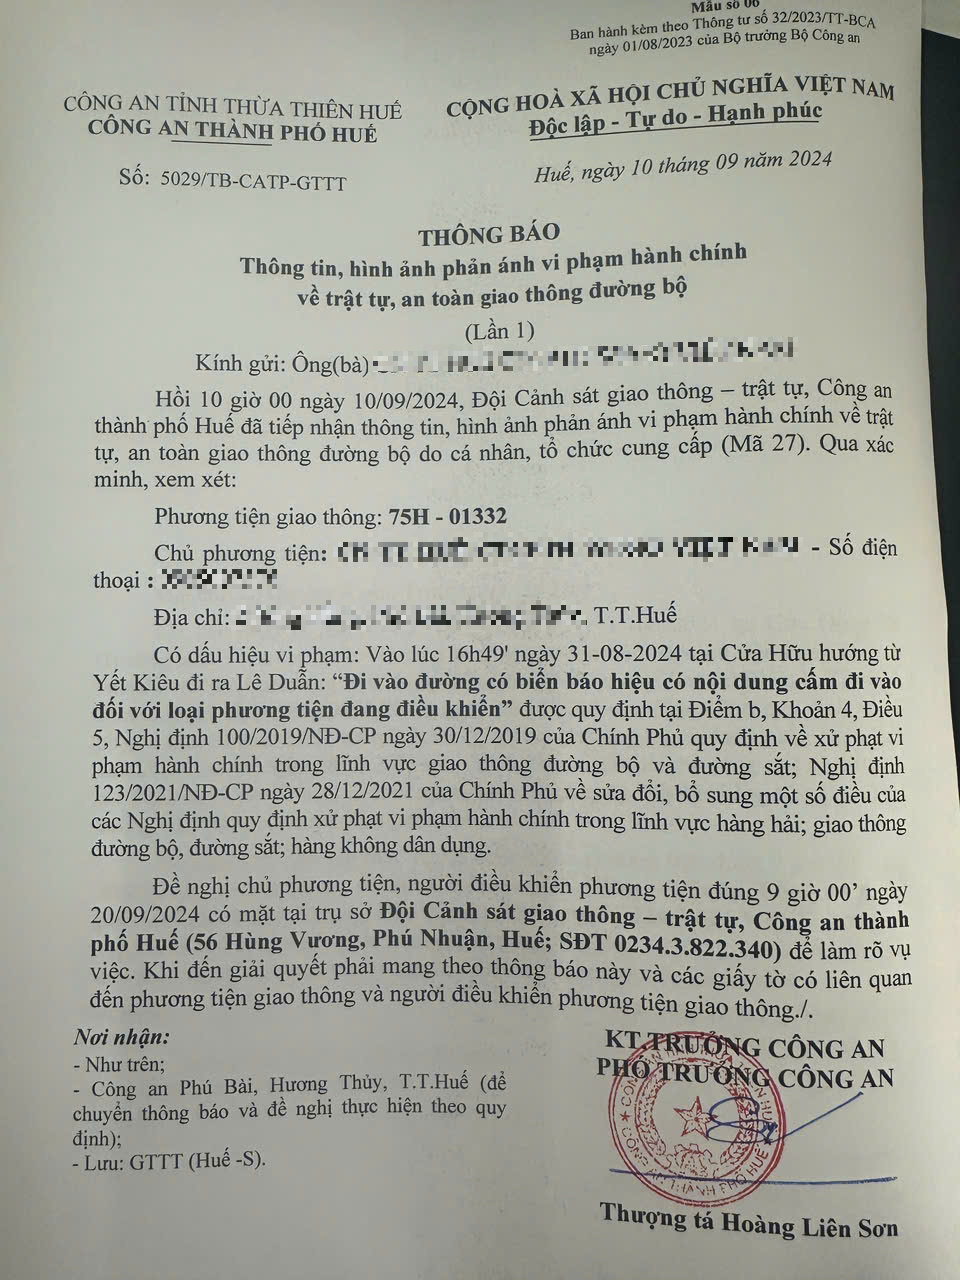 Mẫu số 06
Ban hành kèm theo Thông tư số 32/2023/TT-BCA
ngày 01/08/2023 của Bộ trưởng Bộ Công an
CÔNG AN TỈNH THỪA THIÊN HUẾ
CÔNG AN THÀNH PHỐ HUẾ
Số: 5029/TB-CATP-GTTT
CỘNG HOÀ XÃ HỘI CHỦ NGHĨA VIỆT NAM
Độc lập - Tự do - Hạnh phúc
Huế, ngày 10 tháng 09 năm 2024
THÔNG BÁO
Thông tin, hình ảnh phản ánh vi phạm hành chính
về trật tự, an toàn giao thông đường bộ
(Lần 1)
Kính gửi: Ông(bà)
Hồi 10 giờ 00 ngày 10/09/2024, Đội Cảnh sát giao thông – trật tự, Công an
thành phố Huế đã tiếp nhận thông tin, hình ảnh phản ánh vi phạm hành chính về trật
tự, an toàn giao thông đường bộ do cá nhân, tổ chức cung cấp (Mã 27). Qua xác
minh, xem xét:
Phương tiện giao thông: 75H - 01332
Chủ phương tiện: - Số điện
thoại :
Địa chỉ: T.T.Huế
Có dấu hiệu vi phạm: Vào lúc 16h49' ngày 31-08-2024 tại Cửa Hữu hướng từ
Yết Kiêu đi ra Lê Duẫn: “Đi vào đường có biển báo hiệu có nội dung cấm đi vào
đối với loại phương tiện đang điều khiển” được quy định tại Điểm b, Khoản 4, Điều
5, Nghị định 100/2019/NĐ-CP ngày 30/12/2019 của Chính Phủ quy định về xử phạt vi
phạm hành chính trong lĩnh vực giao thông đường bộ và đường sắt; Nghị định
123/2021/NĐ-CP ngày 28/12/2021 của Chính Phủ về sửa đổi, bổ sung một số điều của
các Nghị định quy định xử phạt vi phạm hành chính trong lĩnh vực hàng hải; giao thông
đường bộ, đường sắt; hàng không dân dụng.
Đề nghị chủ phương tiện, người điều khiển phương tiện đúng 9 giờ 00’ ngày
20/09/2024 có mặt tại trụ sở Đội Cảnh sát giao thông – trật tự, Công an thành
phố Huế (56 Hùng Vương, Phú Nhuận, Huế; SĐT 0234.3.822.340) để làm rõ vụ
việc. Khi đến giải quyết phải mang theo thông báo này và các giấy tờ có liên quan
đến phương tiện giao thông và người điều khiển phương tiện giao thông./.
Nơi nhận:
- Như trên;
- Công an Phú Bài, Hương Thủy, T.T.Huế (để
chuyển thông báo và đề nghị thực hiện theo quy
định);
- Lưu: GTTT (Huế -S).
KT.TRƯỞNG CÔNG AN
PHÓ TRƯỞNG CÔNG AN
CÔNG AN THÀNH PHỐ HUẾ
Thượng tá Hoàng Liên Sơn